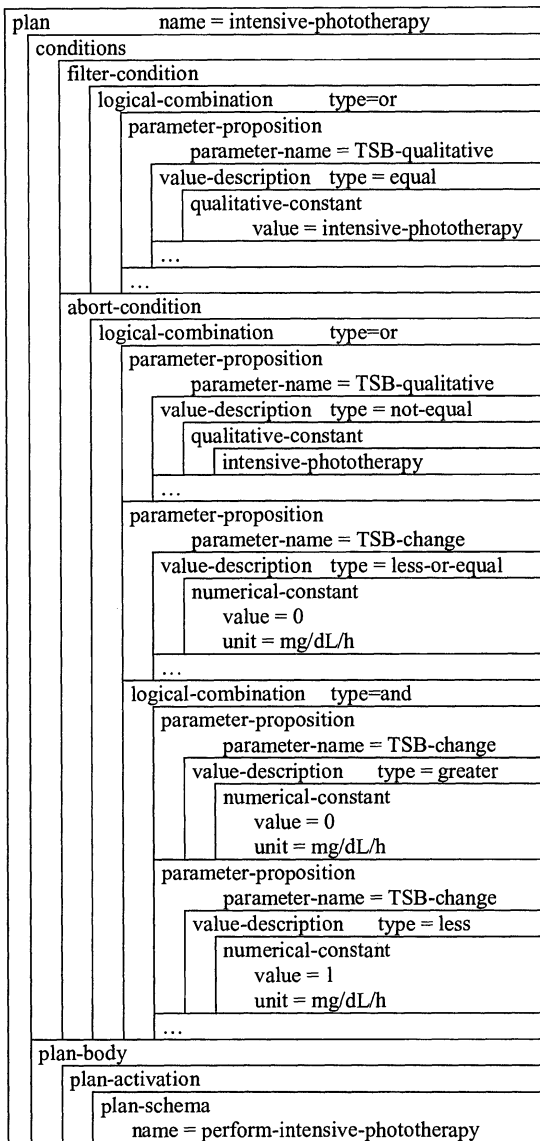 plan name = intensive-phototherapy
conditions
filter-condition
logical-combination type=or
parameter-proposition
parameter-name = TSB-qualitative
value-description type = equal
qualitative-constant
value = intensive-phototherapy
...
...
abort-condition
logical-combination type=or
parameter-proposition
parameter-name = TSB-qualitative
value-description type = not-equal
qualitative-constant
intensive-phototherapy
...
parameter-proposition
parameter-name = TSB-change
value-description type = less-or-equal
numerical-constant
value = 0
unit = mg/dL/h
...
logical-combination type=and
parameter-proposition
parameter-name = TSB-change
value-description type = greater
numerical-constant
value = 0
unit = mg/dL/h
parameter-proposition
parameter-name = TSB-change
value-description type = less
numerical-constant
value = 1
unit = mg/dL/h
...
plan-body
plan-activation
plan-schema
name = perform-intensive-phototherapy